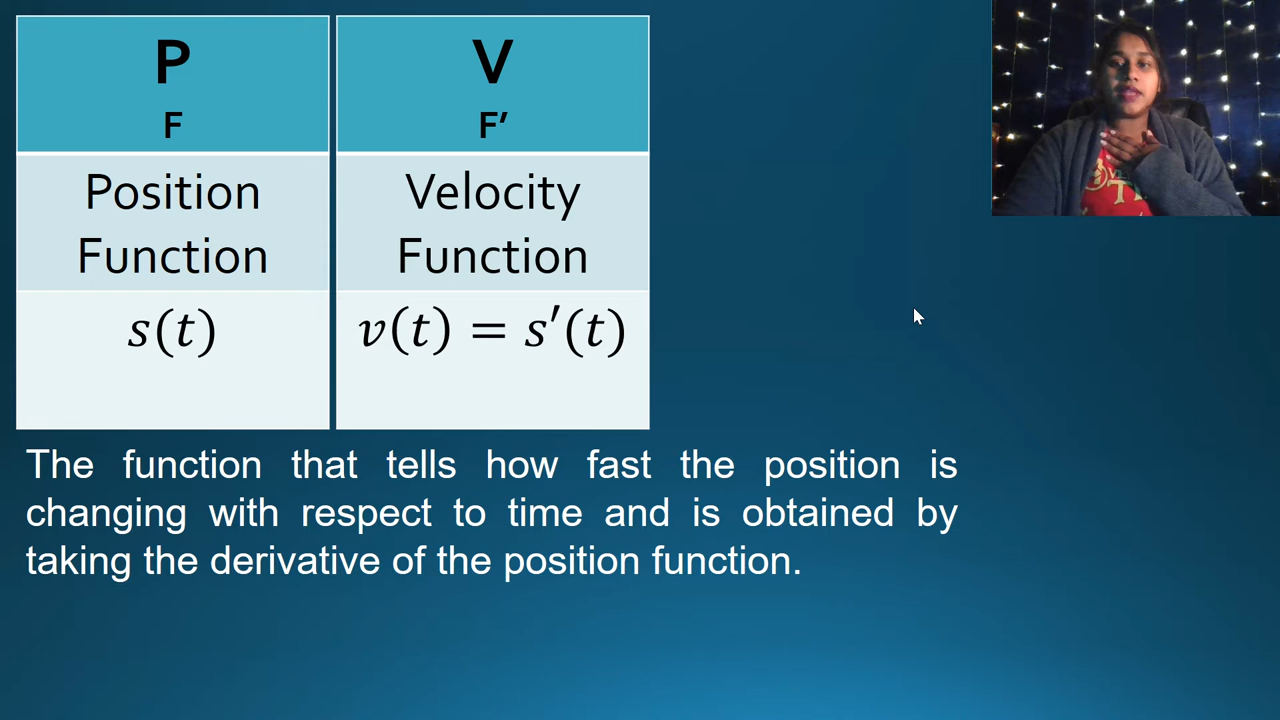 P
F
V
F′
Position
Function
Velocity
Function
s(t)
v(t) = s′(t)
The function that tells how fast the position is
changing with respect to time and is obtained by
taking the derivative of the position function.